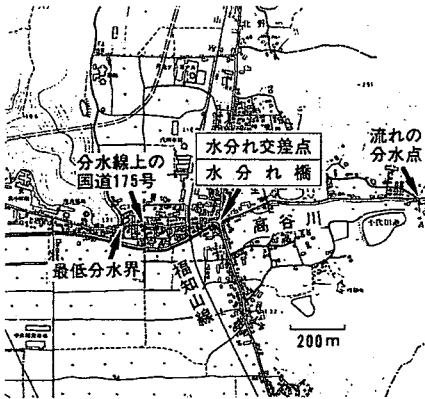 水分れ交差点
水分れ橋
流れの
分水点
分水線上の
国道175号
高谷川
最低分水界
福知山線
200m